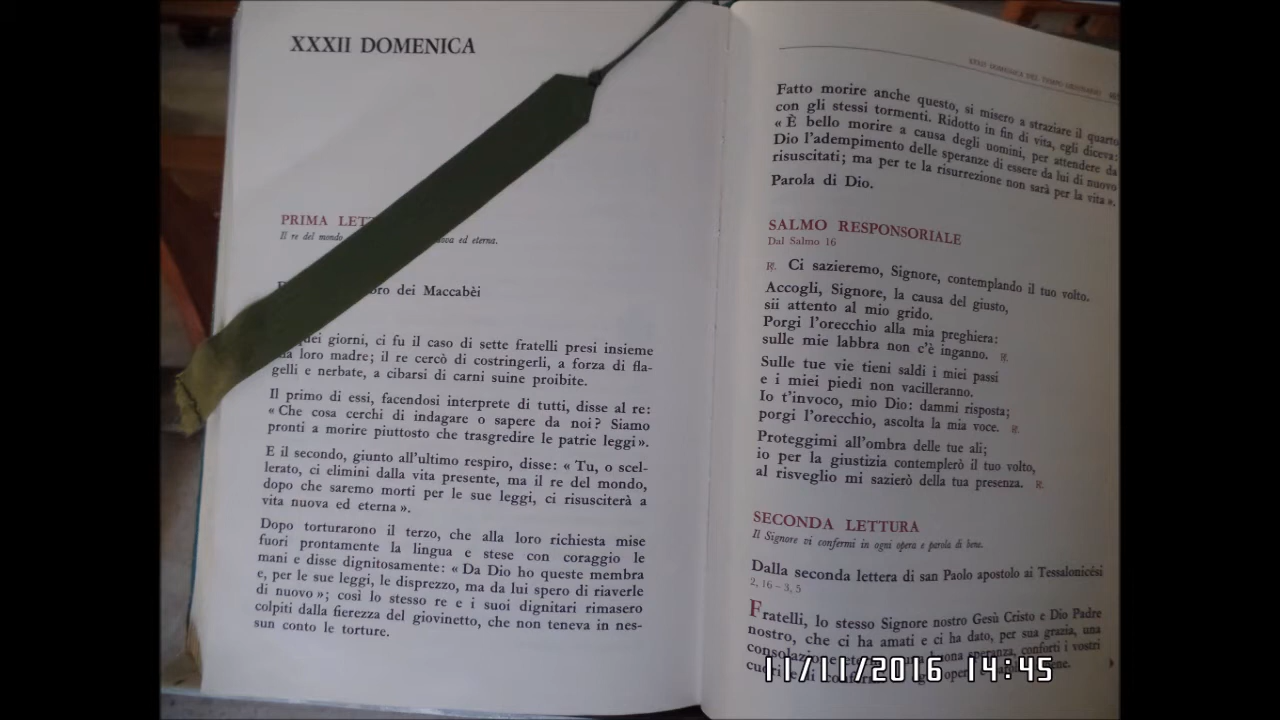 XXXII DOMENICA
PRIMA LET
Il re del mondo ova ed eterna.
bro dei Maccabèi
quei giorni, ci fu il caso di sette fratelli presi insieme
loro madre; il re cercò di costringerli, a forza di fla-
gelli e nerbate, a cibarsi di carni suine proibite.
Il primo di essi, facendosi interprete di tutti, disse al re:
« Che cosa cerchi di indagare o sapere da noi? Siamo
pronti a morire piuttosto che trasgredire le patrie leggi ».
E il secondo, giunto all'ultimo respiro, disse: « Tu, o scel-
lerato, ci elimini dalla vita presente, ma il re del mondo,
dopo che saremo morti per le sue leggi, ci risusciterà a
vita nuova ed eterna ».
Dopo torturarono il terzo, che alla loro richiesta mise
fuori prontamente la lingua e stese con coraggio le
mani e disse dignitosamente: « Da Dio ho queste membra
e, per le sue leggi, le disprezzo, ma da lui spero di riaverle
di nuovo »; così lo stesso re e i suoi dignitari rimasero
colpiti dalla fierezza del giovinetto, che non teneva in nes-
sun conto le torture.
XXXII DOMENICA DEL TEMPO ORDINARIO
Fatto morire anche questo, si misero a straziare il quarto
con gli stessi tormenti. Ridotto in fin di vita, egli diceva:
« È bello morire a causa degli uomini, per attendere da
Dio l'adempimento delle speranze di essere da lui di nuovo
risuscitati; ma per te la risurrezione non sarà per la vita ».
Parola di Dio.
SALMO RESPONSORIALE
Dal Salmo 16
℟. Ci sazieremo, Signore, contemplando il tuo volto.
Accogli, Signore, la causa del giusto,
sii attento al mio grido.
Porgi l'orecchio alla mia preghiera:
sulle mie labbra non c'è inganno. ℟.
Sulle tue vie tieni saldi i miei passi
e i miei piedi non vacilleranno.
Io t'invoco, mio Dio: dammi risposta;
porgi l'orecchio, ascolta la mia voce. ℟.
Proteggimi all'ombra delle tue ali;
io per la giustizia contemplerò il tuo volto,
al risveglio mi sazierò della tua presenza. ℟.
SECONDA LETTURA
Il Signore vi confermi in ogni opera e parola di bene.
Dalla seconda lettera di san Paolo apostolo ai Tessalonicési
2, 16 – 3, 5
Fratelli, lo stesso Signore nostro Gesù Cristo e Dio Padre
nostro, che ci ha amati e ci ha dato, per sua grazia, una
consolazione buona speranza, conforti i vostri
cuori e li ogni opera
11/11/2016 14:45